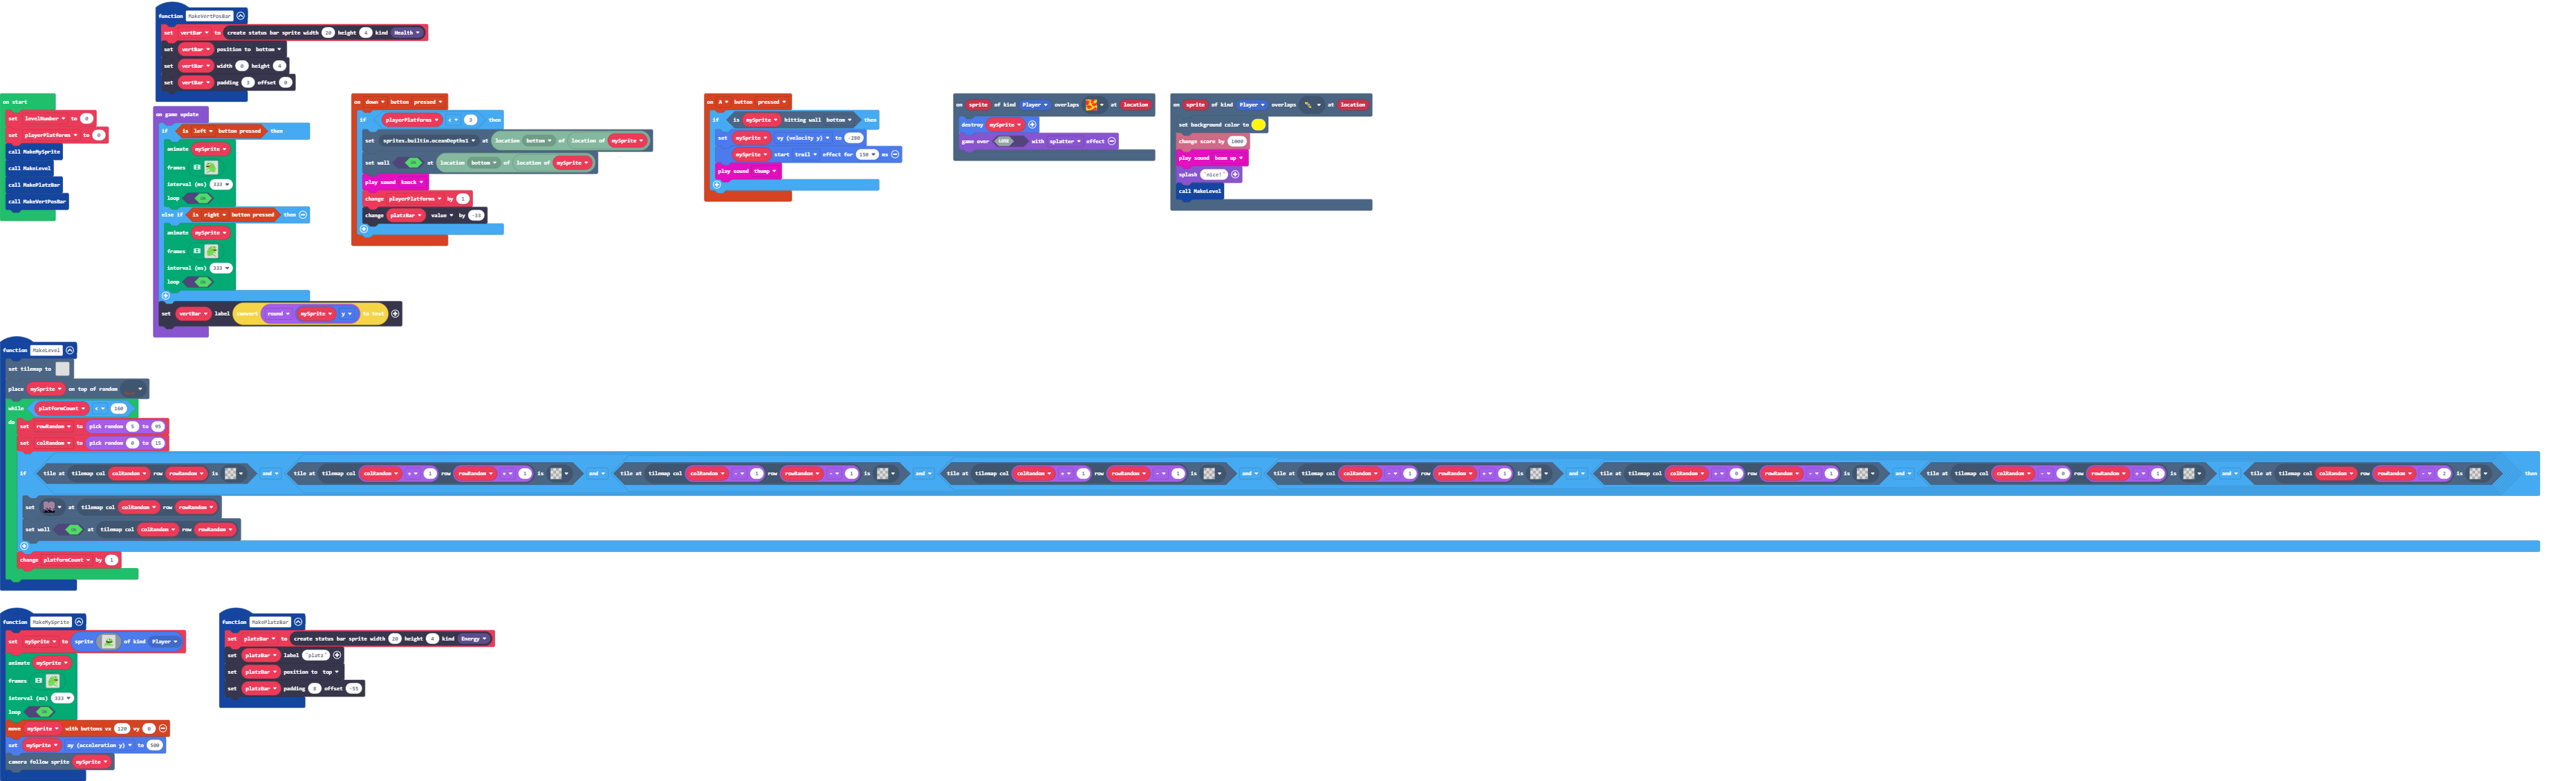 function MakeVertPosBar
set vertBar to create status bar sprite width 20 height 4 kind Health
set vertBar position to bottom
set vertBar width 0 height 4
set vertBar padding 3 offset 0
on start
set levelNumber to 0
set playerPlatforms to 0
call MakeMySprite
call MakeLevel
call MakePlatzBar
call MakeVertPosBar
on game update
if is left button pressed then
animate mySprite
frames
interval (ms) 333
loop
else if is right button pressed then
animate mySprite
frames
interval (ms) 333
loop
set vertBar label convert round mySprite y to text
on down button pressed
if playerPlatforms < 3 then
set sprites.builtin.oceanDepths1 at location bottom of location of mySprite
set wall ON at location bottom of location of mySprite
play sound knock
change playerPlatforms by 1
change platzBar value by -33
on A button pressed
if is mySprite hitting wall bottom then
set mySprite vy (velocity y) to -280
mySprite start trail effect for 150 ms
play sound thump
on sprite of kind Player overlaps at location
destroy mySprite
game over LOSE with splatter effect
on sprite of kind Player overlaps at location
set background color to
change score by 1000
play sound beam up
splash "nice!"
call MakeLevel
function MakeLevel
set tilemap to
place mySprite on top of random
while platformCount < 160
do
set rowRandom to pick random 5 to 95
set colRandom to pick random 0 to 15
if tile at tilemap col colRandom row rowRandom is and tile at tilemap col colRandom + 1 row rowRandom + 1 is and tile at tilemap col colRandom - 1 row rowRandom - 1 is and tile at tilemap col colRandom + 1 row rowRandom - 1 is and tile at tilemap col colRandom - 1 row rowRandom + 1 is and tile at tilemap col colRandom + 0 row rowRandom - 1 is and tile at tilemap col colRandom - 0 row rowRandom + 1 is and tile at tilemap col colRandom row rowRandom - 2 is then
set at tilemap col colRandom row rowRandom
set wall ON at tilemap col colRandom row rowRandom
change platformCount by 1
function MakeMySprite
set mySprite to sprite of kind Player
animate mySprite
frames
interval (ms) 333
loop
move mySprite with buttons vx 120 vy 0
set mySprite ay (acceleration y) to 500
camera follow sprite mySprite
function MakePlatzBar
set platzBar to create status bar sprite width 20 height 4 kind Energy
set platzBar label "platz"
set platzBar position to top
set platzBar padding 8 offset -55